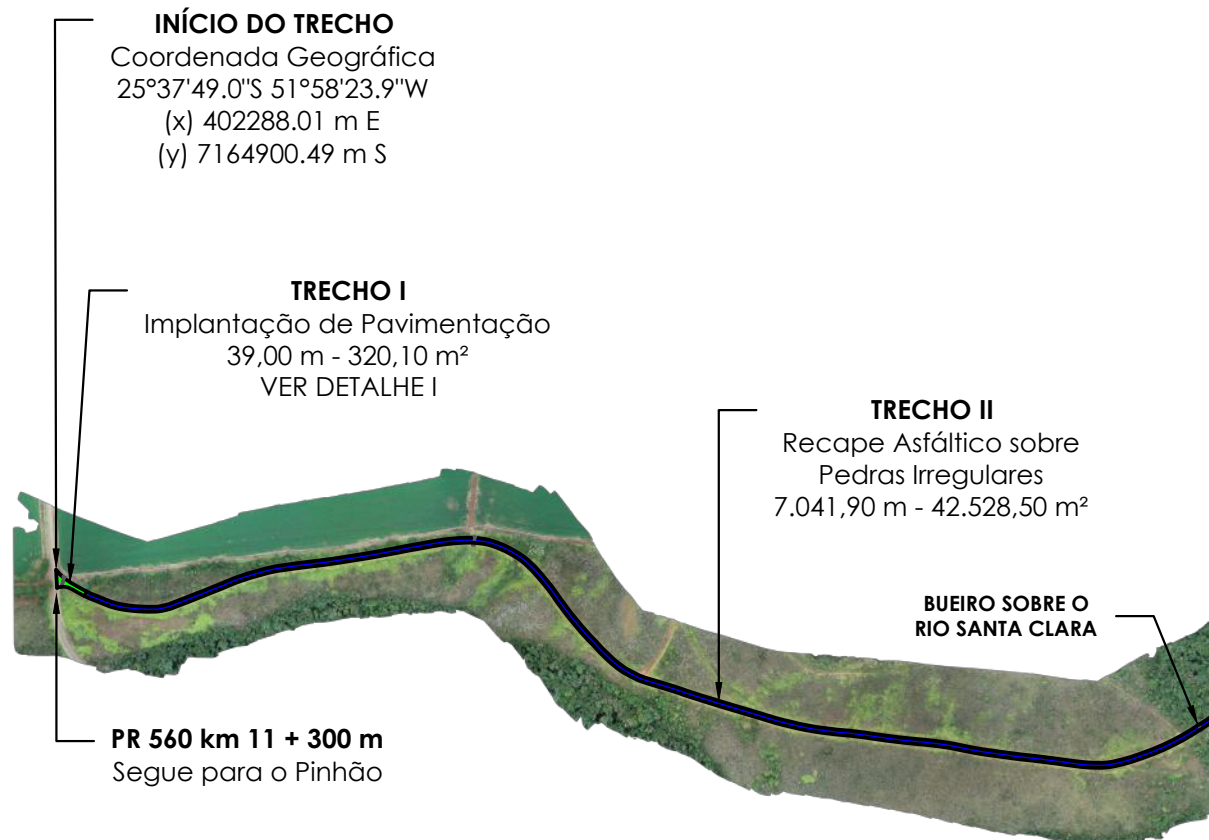 INÍCIO DO TRECHO
Coordenada Geográfica
25°37'49.0"S 51°58'23.9"W
(x) 402288.01 m E
(y) 7164900.49 m S
TRECHO I
Implantação de Pavimentação
39,00 m - 320,10 m²
VER DETALHE I
TRECHO II
Recape Asfáltico sobre
Pedras Irregulares
7.041,90 m - 42.528,50 m²
BUEIRO SOBRE O
RIO SANTA CLARA
PR 560 km 11 + 300 m
Segue para o Pinhão